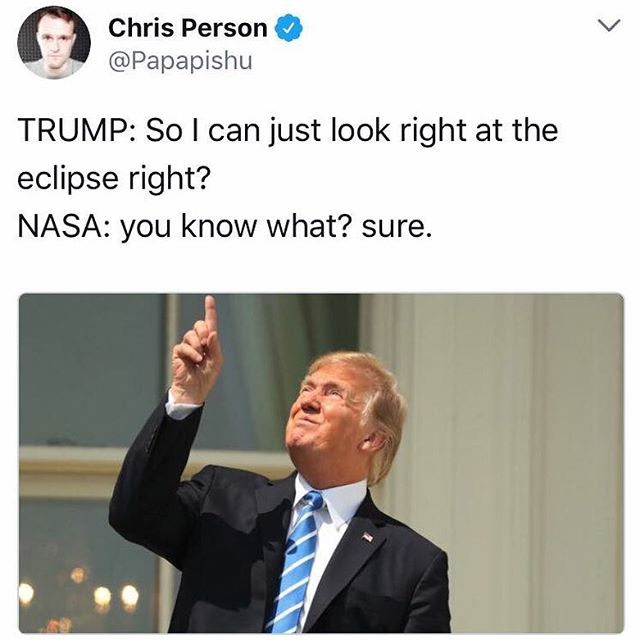 Chris Person
@Papapishu
TRUMP: So I can just look right at the
eclipse right?
NASA: you know what? sure.